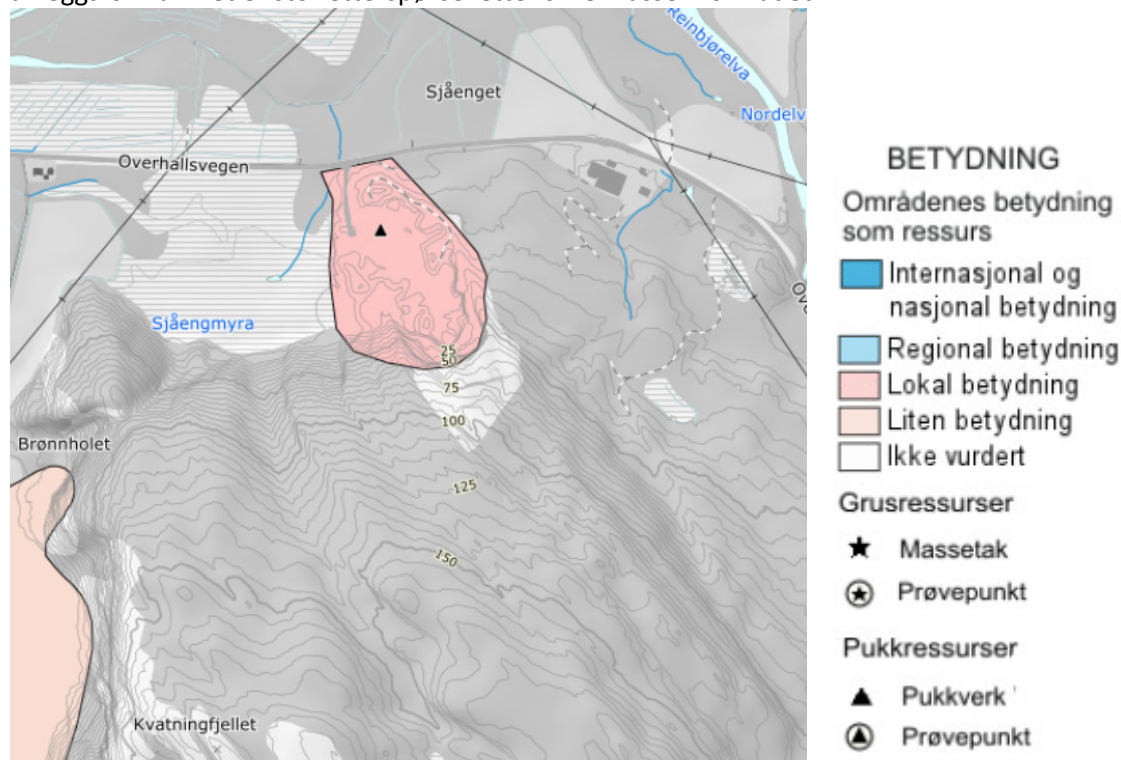 Reinbjørelva
Sjåenget
Nordelv
Overhallsvegen
Sjåengmyra
25
50
75
100
Brønnholet
125
150
Kvatningfjellet
BETYDNING
Områdenes betydning
som ressurs
Internasjonal og
nasjonal betydning
Regional betydning
Lokal betydning
Liten betydning
Ikke vurdert
Grusressurser
Massetak
Prøvepunkt
Pukkressurser
Pukkverk
Prøvepunkt